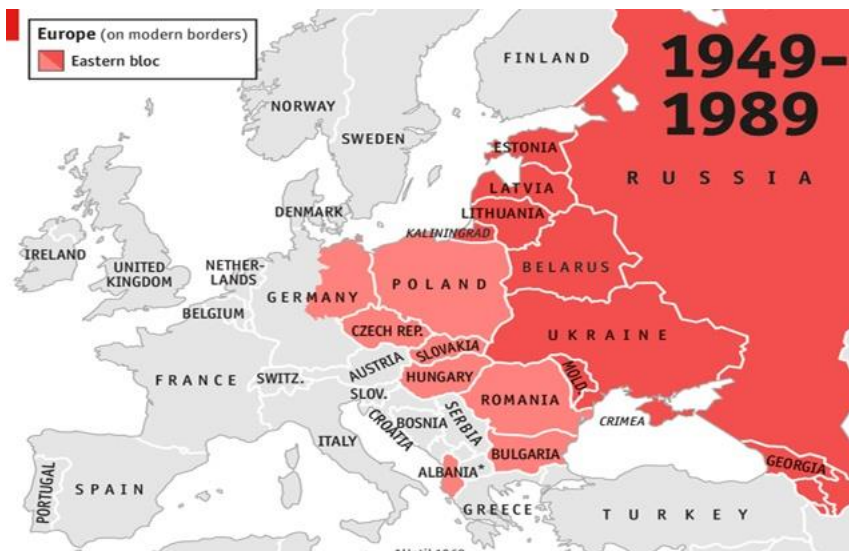 Europe (on modern borders)
Eastern bloc
1949-
1989
FINLAND
NORWAY
SWEDEN
ESTONIA
RUSSIA
LATVIA
LITHUANIA
DENMARK
KALININGRAD
IRELAND
UNITED
KINGDOM
NETHER-
LANDS
BELARUS
POLAND
GERMANY
BELGIUM
CZECH REP.
UKRAINE
SLOVAKIA
AUSTRIA
FRANCE
SWITZ.
HUNGARY
MOLD.
SLOV.
ROMANIA
CROATIA
BOSNIA
SERBIA
CRIMEA
ITALY
BULGARIA
GEORGIA
ALBANIA*
PORTUGAL
SPAIN
GREECE
TURKEY